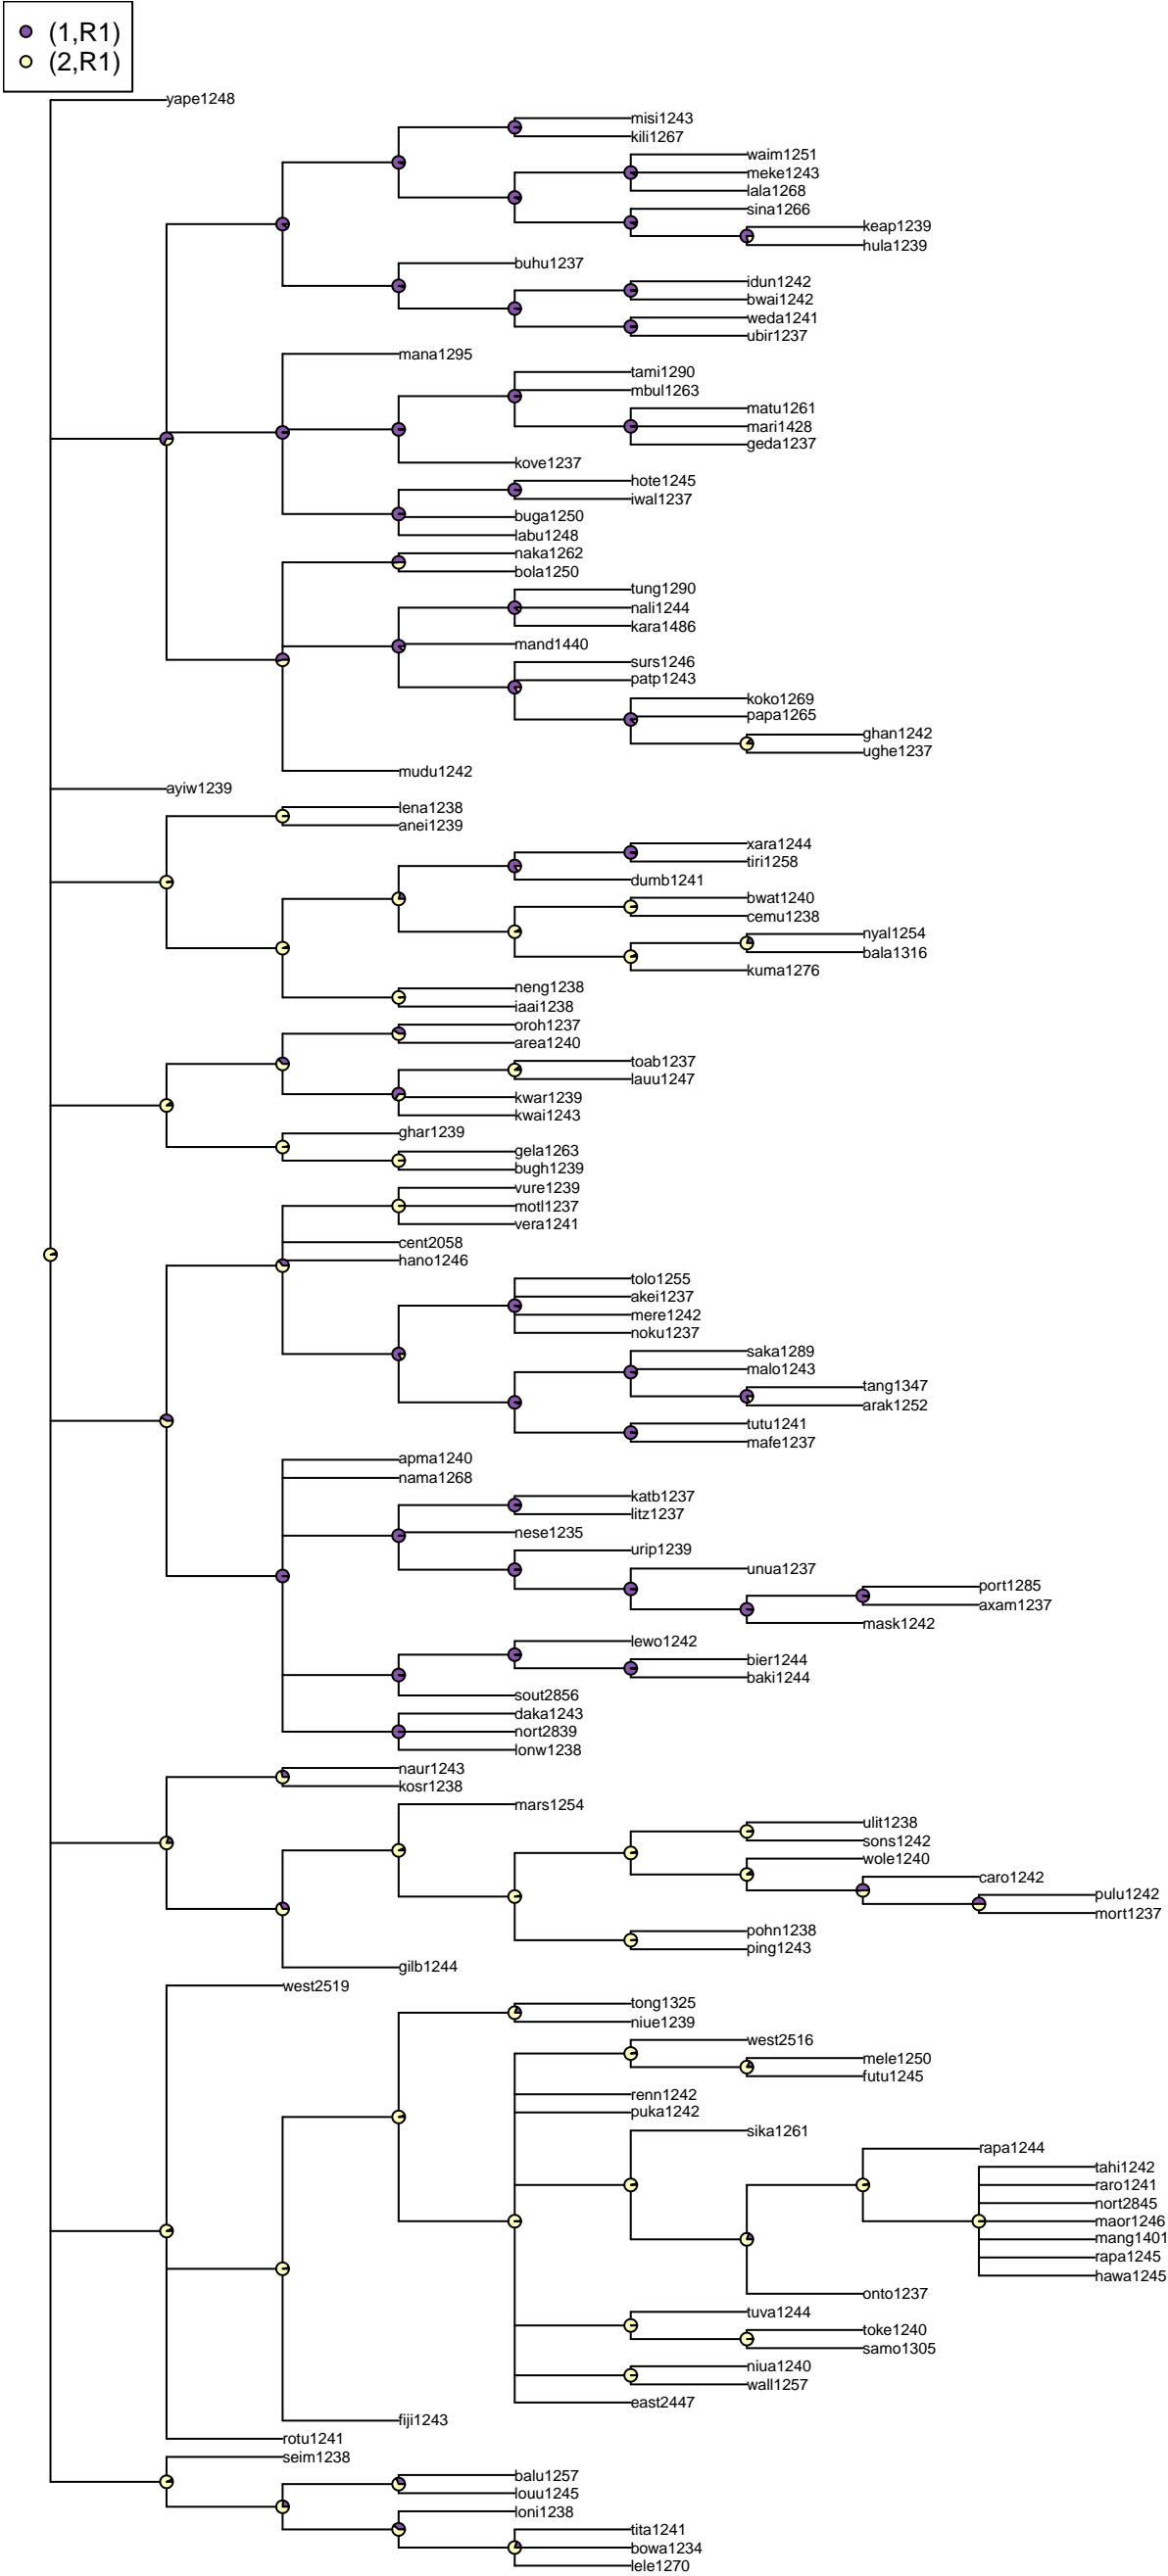 (1,R1)
(2,R1)
yape1248
misi1243
kili1267
waim1251
meke1243
lala1268
sina1266
keap1239
hula1239
buhu1237
idun1242
bwai1242
weda1241
ubir1237
mana1295
tami1290
mbul1263
matu1261
mari1428
geda1237
kove1237
hote1245
iwal1237
buga1250
labu1248
naka1262
bola1250
tung1290
nali1244
kara1486
mand1440
surs1246
patp1243
koko1269
papa1265
ghan1242
ughe1237
mudu1242
ayiw1239
lena1238
anei1239
xara1244
tiri1258
dumb1241
bwat1240
cemu1238
nyal1254
bala1316
kuma1276
neng1238
iaai1238
oroh1237
area1240
toab1237
lauu1247
kwar1239
kwai1243
ghar1239
gela1263
bugh1239
vure1239
motl1237
vera1241
cent2058
hano1246
tolo1255
akei1237
mere1242
noku1237
saka1289
malo1243
tang1347
arak1252
tutu1241
mafe1237
apma1240
nama1268
katb1237
litz1237
nese1235
urip1239
unua1237
port1285
axam1237
mask1242
lewo1242
bier1244
baki1244
sout2856
daka1243
nort2839
lonw1238
naur1243
kosr1238
mars1254
ulit1238
sons1242
wole1240
caro1242
pulu1242
mort1237
pohn1238
ping1243
gilb1244
west2519
tong1325
niue1239
west2516
mele1250
futu1245
renn1242
puka1242
sika1261
rapa1244
tahi1242
raro1241
nort2845
maor1246
mang1401
rapa1245
hawa1245
onto1237
tuva1244
toke1240
samo1305
niua1240
wall1257
east2447
fiji1243
rotu1241
seim1238
balu1257
louu1245
loni1238
tita1241
bowa1234
lele1270